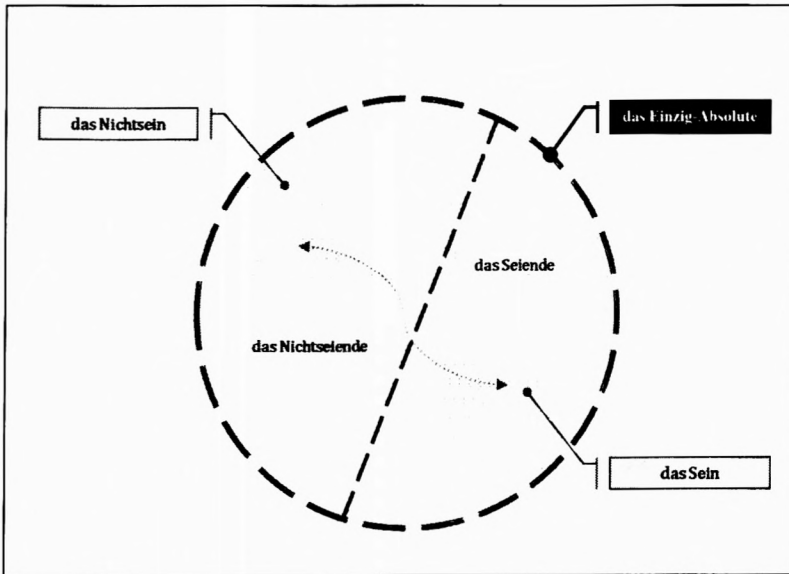 das Nichtsein
das Einzig-Absolute
das Seiende
das Nichtseiende
das Sein